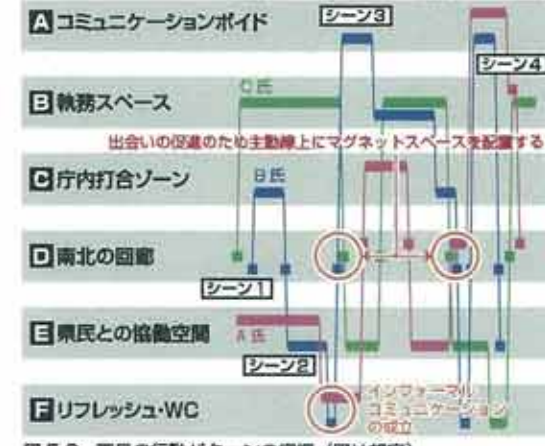 A コミュニケーションボイド
シーン3
シーン4
B 執務スペース
C氏
出会いの促進のため主動線上にマグネットスペースを配置する
C 庁内打合ゾーン
B氏
D 南北の回廊
シーン1
E 県民との協働空間
A氏
シーン2
F リフレッシュ・WC
インフォーマル
コミュニケーション
の成立